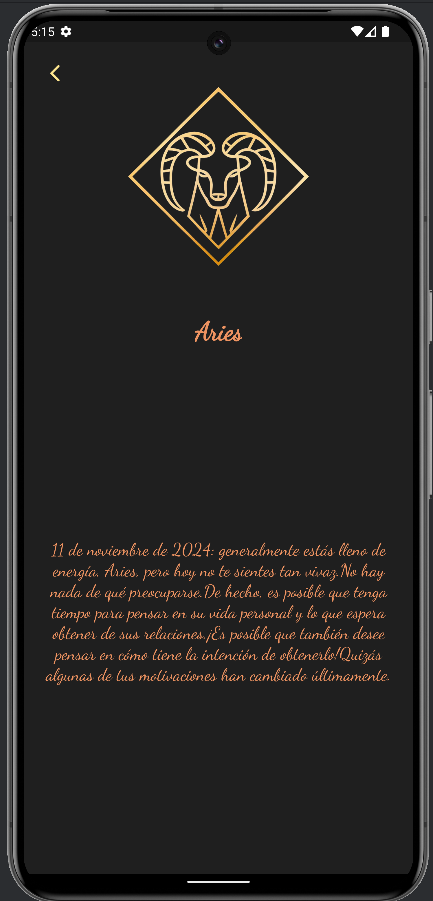 5:15
Aries
11 de noviembre de 2024: generalmente estás lleno de
energía, Aries, pero hoy no te sientes tan vivaz.No hay
nada de qué preocuparse.De hecho, es posible que tenga
tiempo para pensar en su vida personal y lo que espera
obtener de sus relaciones.¡Es posible que también desee
pensar en cómo tiene la intención de obtenerlo!Quizás
algunas de tus motivaciones han cambiado últimamente.